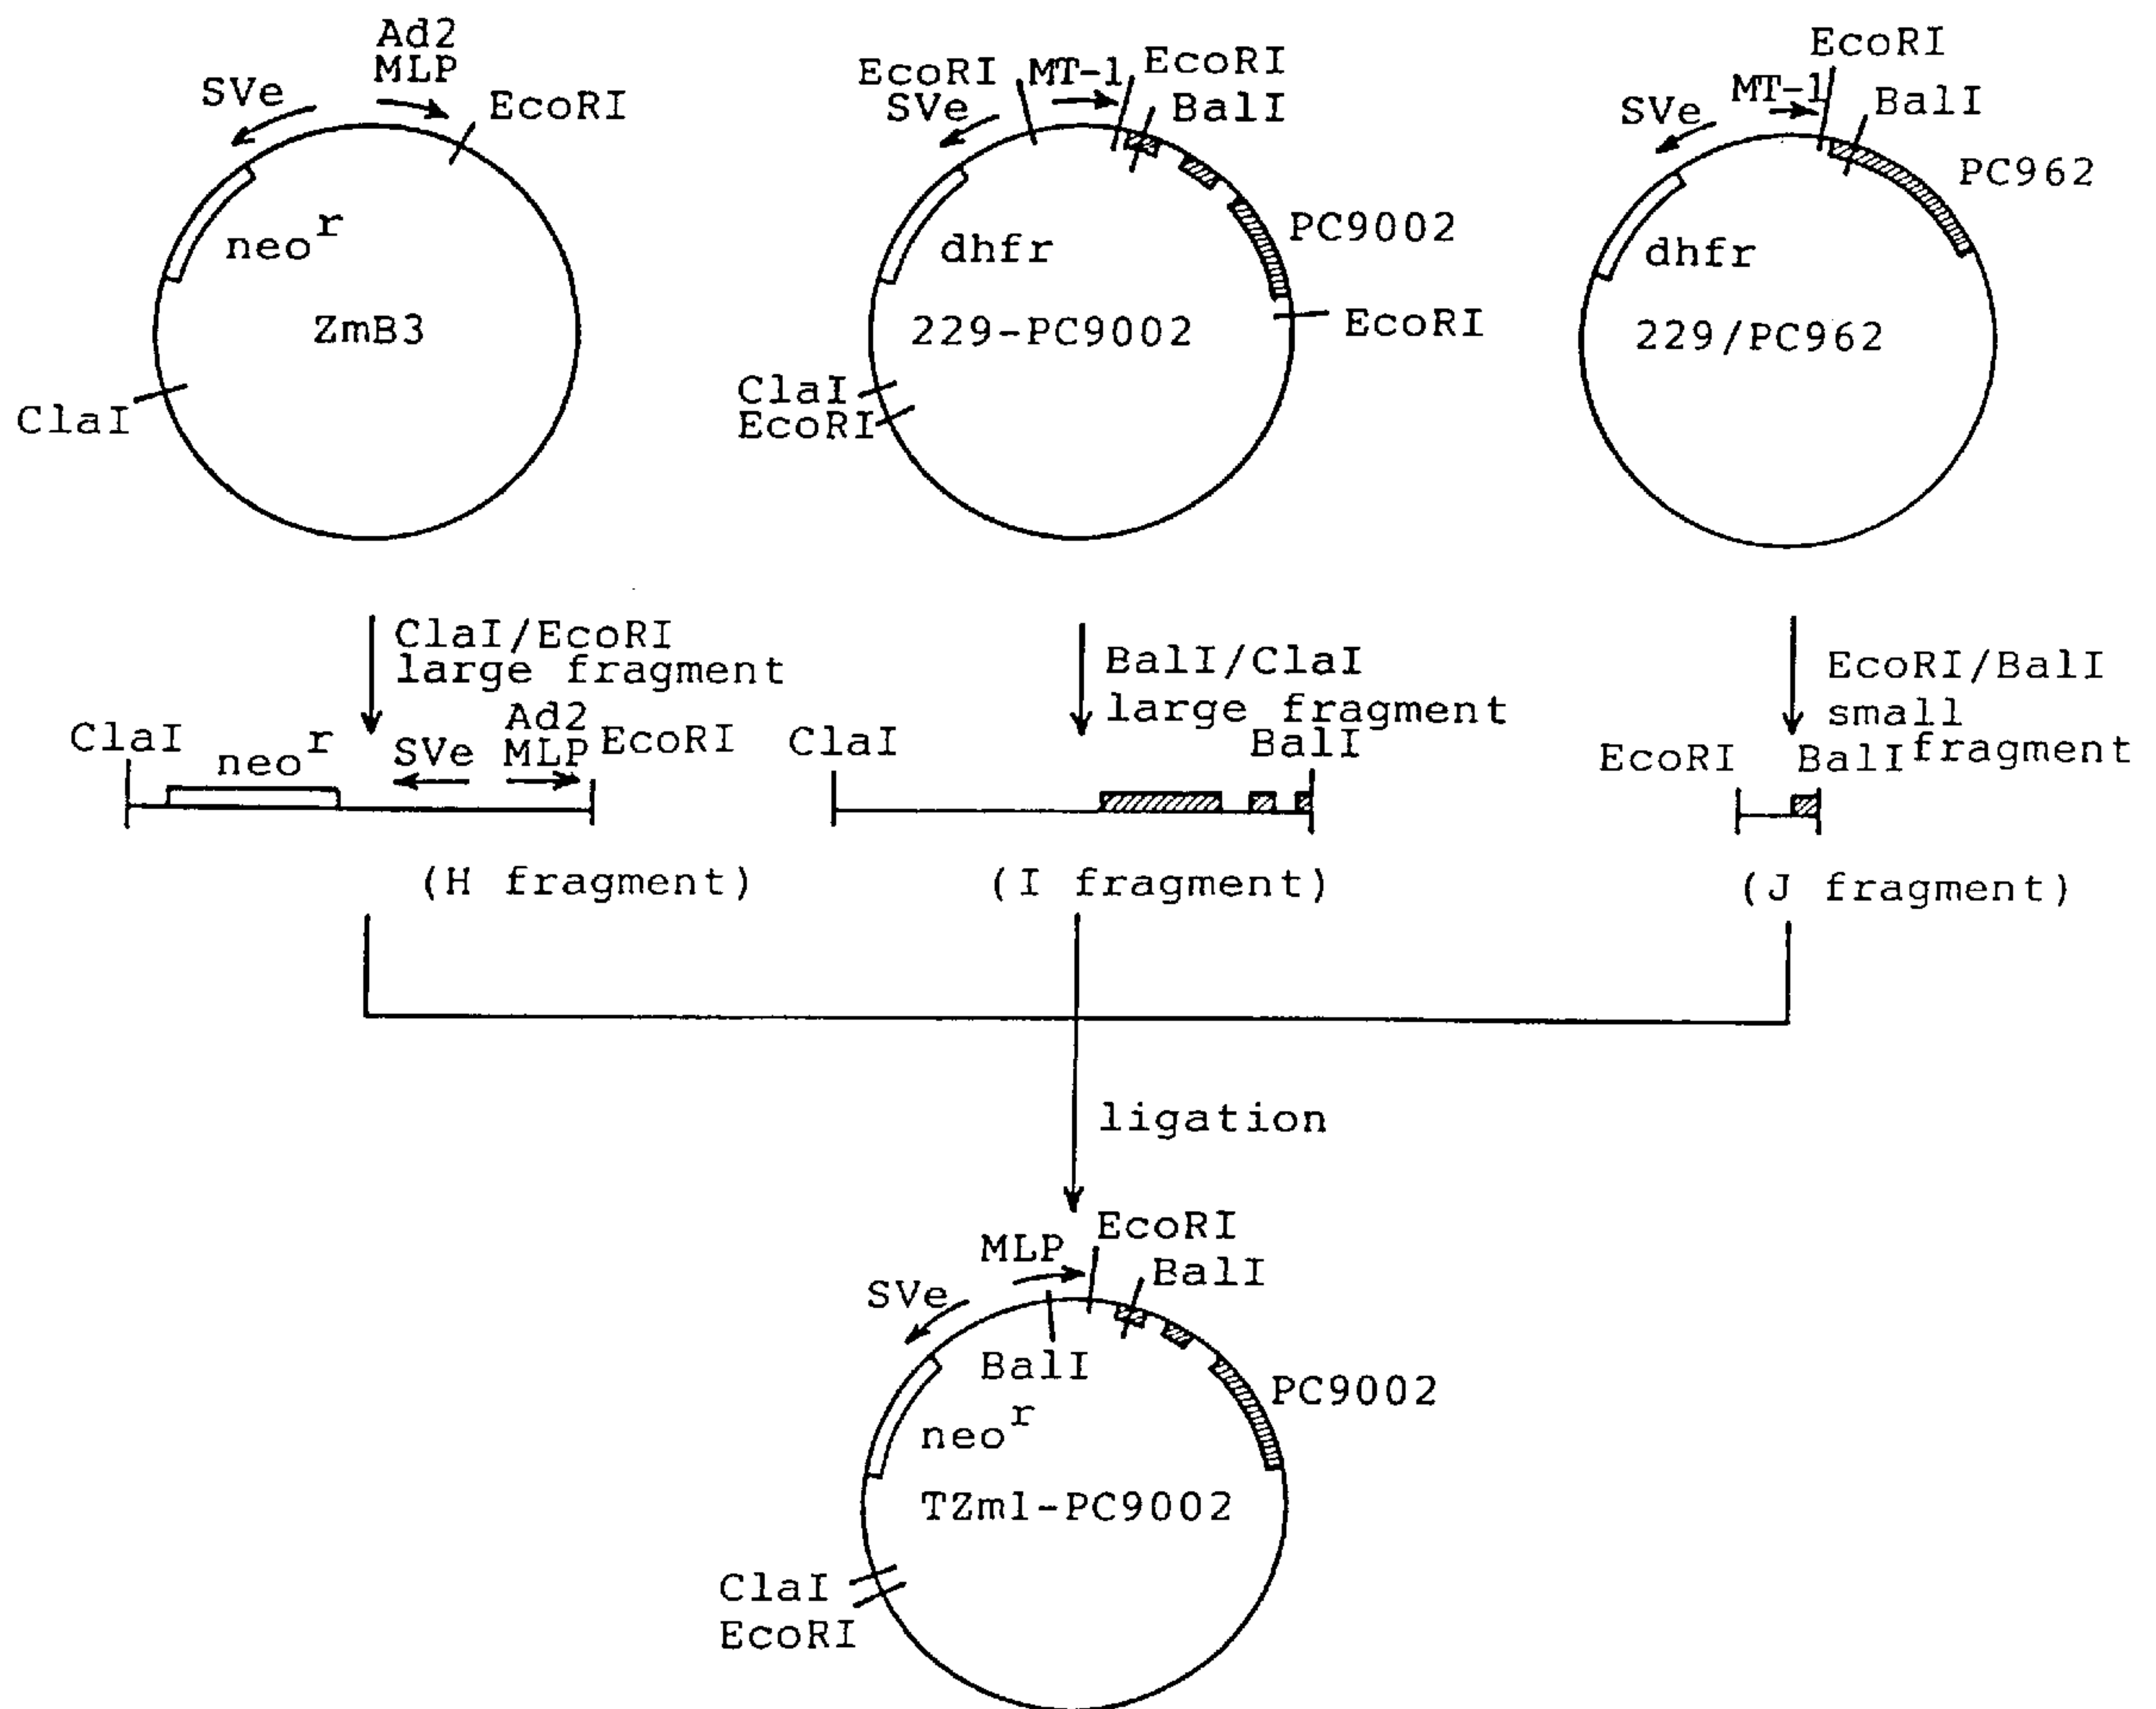 Ad2
MLP
SVe
EcoRI
neo^r
ZmB3
ClaI
EcoRI
MT-1
EcoRI
SVe
BalI
dhfr
PC9002
229-PC9002
EcoRI
ClaI
EcoRI
EcoRI
MT-1
BalI
SVe
PC962
dhfr
229/PC962
ClaI/EcoRI
large fragment
BalI/ClaI
large fragment
EcoRI/BalI
small
fragment
ClaI
neo^r
SVe
Ad2
MLP
EcoRI
ClaI
BalI
EcoRI
BalI
(H fragment)
(I fragment)
(J fragment)
ligation
EcoRI
MLP
BalI
SVe
BalI
PC9002
neo^r
TZm1-PC9002
ClaI
EcoRI